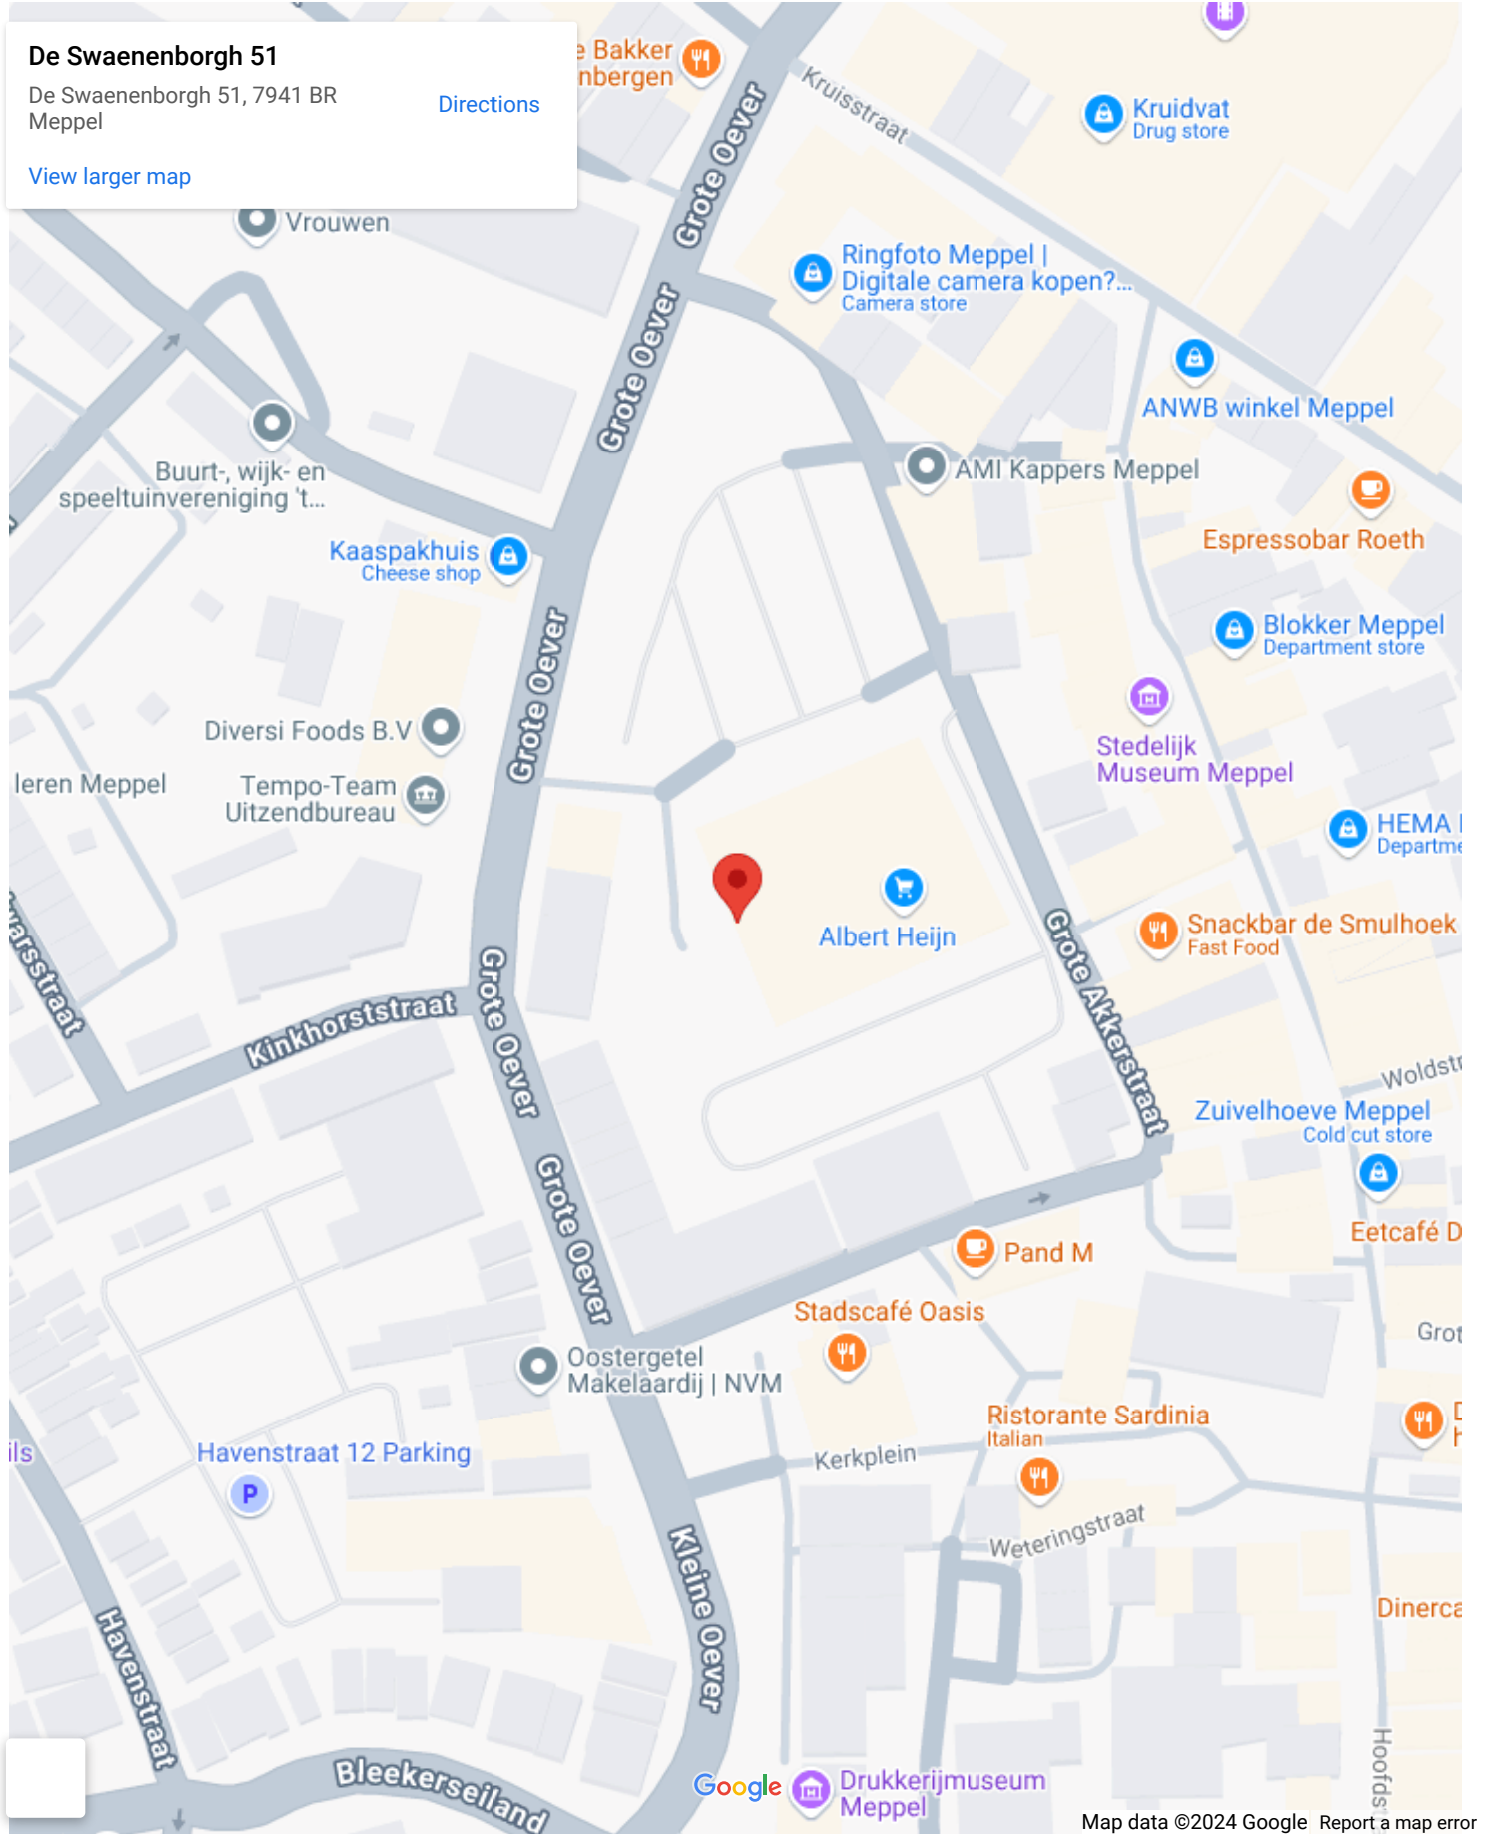 De Swaenenborgh 51
De Swaenenborgh 51, 7941 BR
Meppel
Directions
View larger map
e Bakker
nbergen
Kruisstraat
Kruidvat
Drug store
Grote Oever
Vrouwen
Grote Oever
Ringfoto Meppel |
Digitale camera kopen?...
Camera store
ANWB winkel Meppel
Buurt-, wijk- en
speeltuinvereniging 't...
AMI Kappers Meppel
Espressobar Roeth
Kaaspakhuis
Cheese shop
Grote Oever
Blokker Meppel
Department store
Stedelijk
Museum Meppel
Diversi Foods B.V
leren Meppel
Tempo-Team
Uitzendbureau
HEMA
Departme
Albert Heijn
Snackbar de Smulhoek
Fast Food
warsstraat
Kinkhorststraat
Grote Oever
Grote Akkerstraat
Woldstr
Zuivelhoeve Meppel
Cold cut store
Grote Oever
Eetcafé D
Pand M
Stadscafé Oasis
Grot
Oostergetel
Makelaardij | NVM
Ristorante Sardinia
Italian
ils
Havenstraat 12 Parking
P
Kerkplein
Weteringstraat
Kleine Oever
Dinerca
Havenstraat
Hoofds
Bleekerseiland
Google
Drukkerijmuseum
Meppel
Map data ©2024 Google
Report a map error